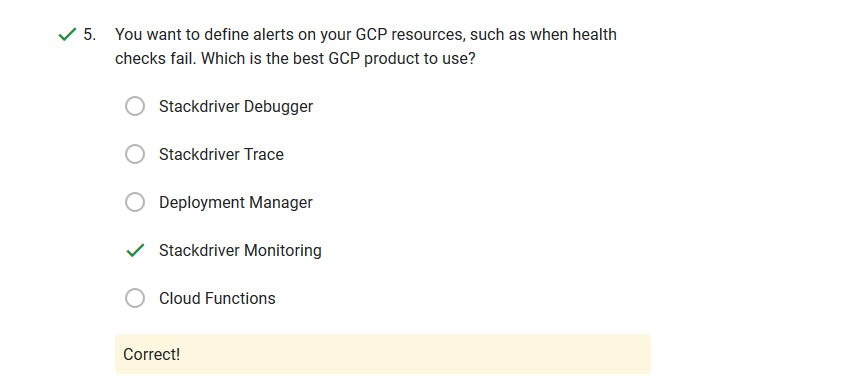 5. You want to define alerts on your GCP resources, such as when health
checks fail. Which is the best GCP product to use?
Stackdriver Debugger
Stackdriver Trace
Deployment Manager
Stackdriver Monitoring
Cloud Functions
Correct!